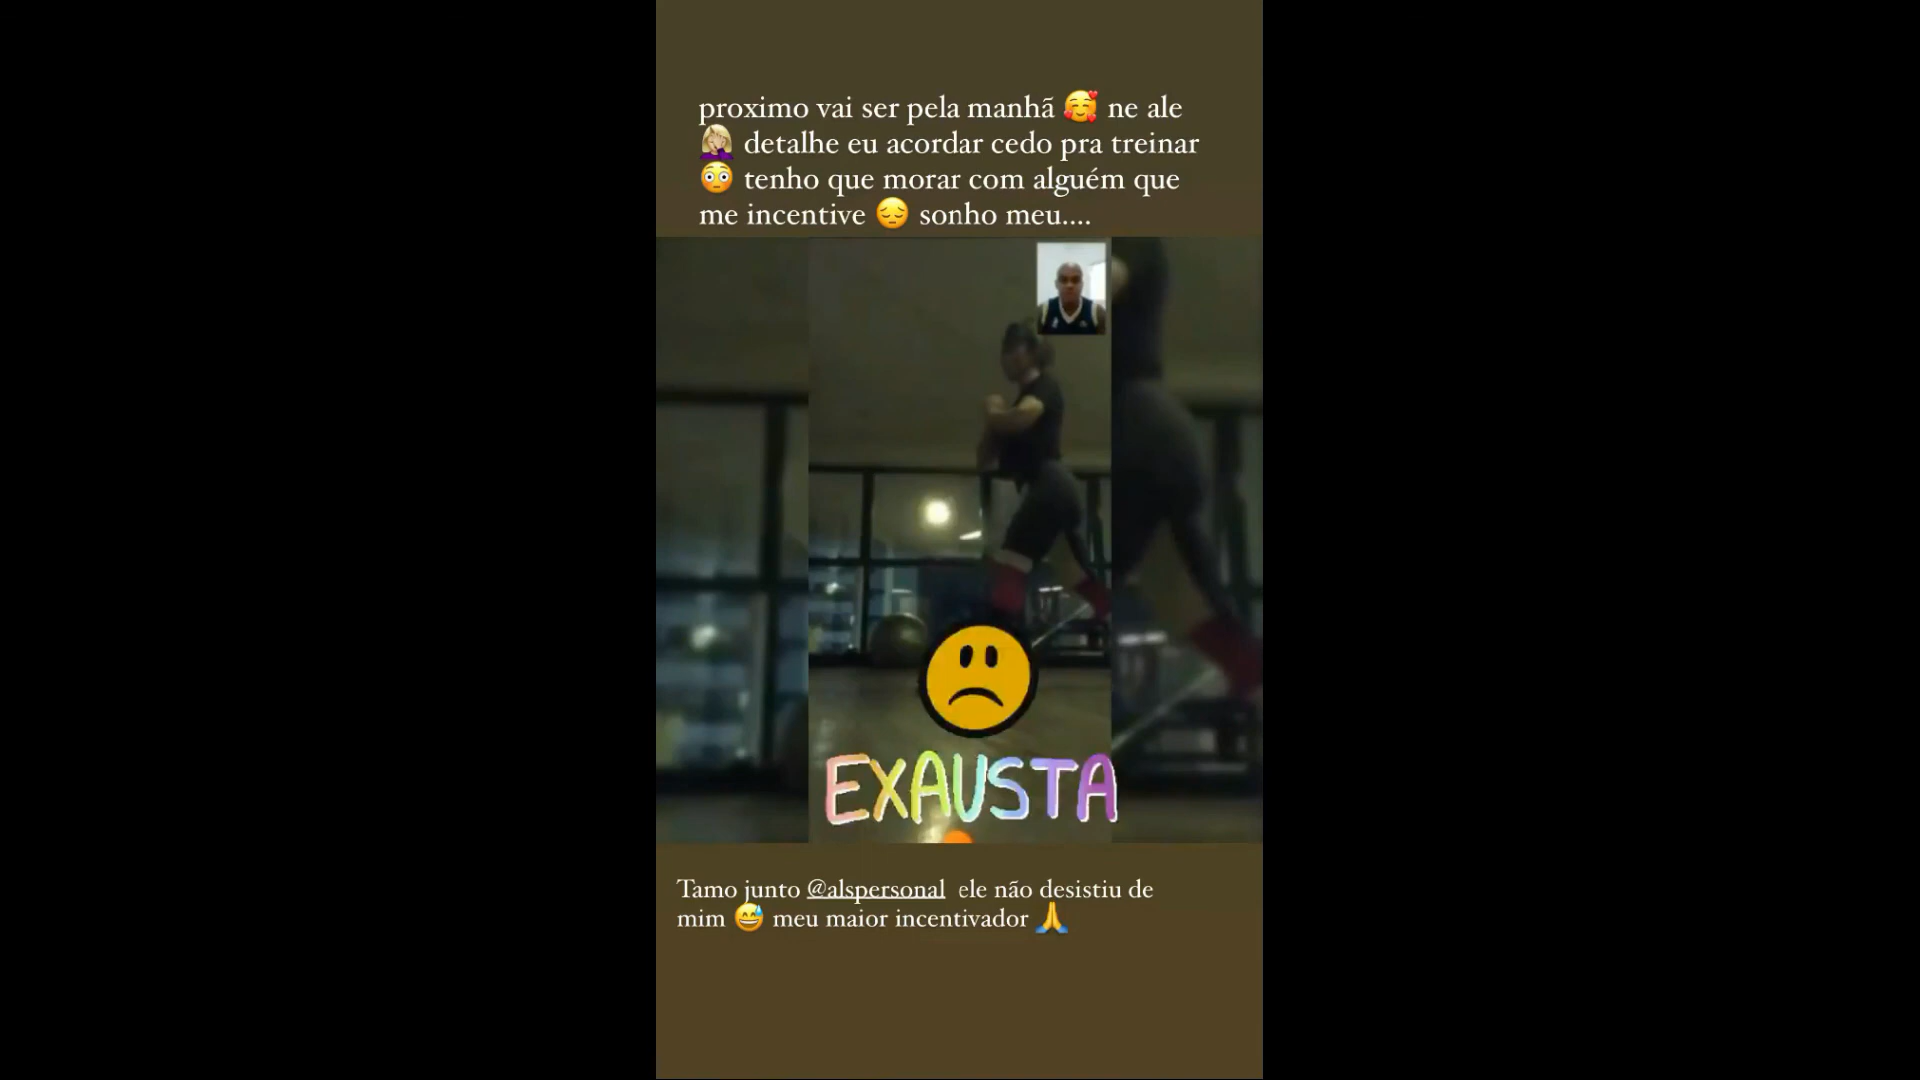 proximo vai ser pela manhã 🥰 ne ale
🤦🏼‍♀️ detalhe eu acordar cedo pra treinar
😳 tenho que morar com alguém que
me incentive 😔 sonho meu....
EXAUSTA
Tamo junto @alspersonal ele não desistiu de
mim 😅 meu maior incentivador 🙏